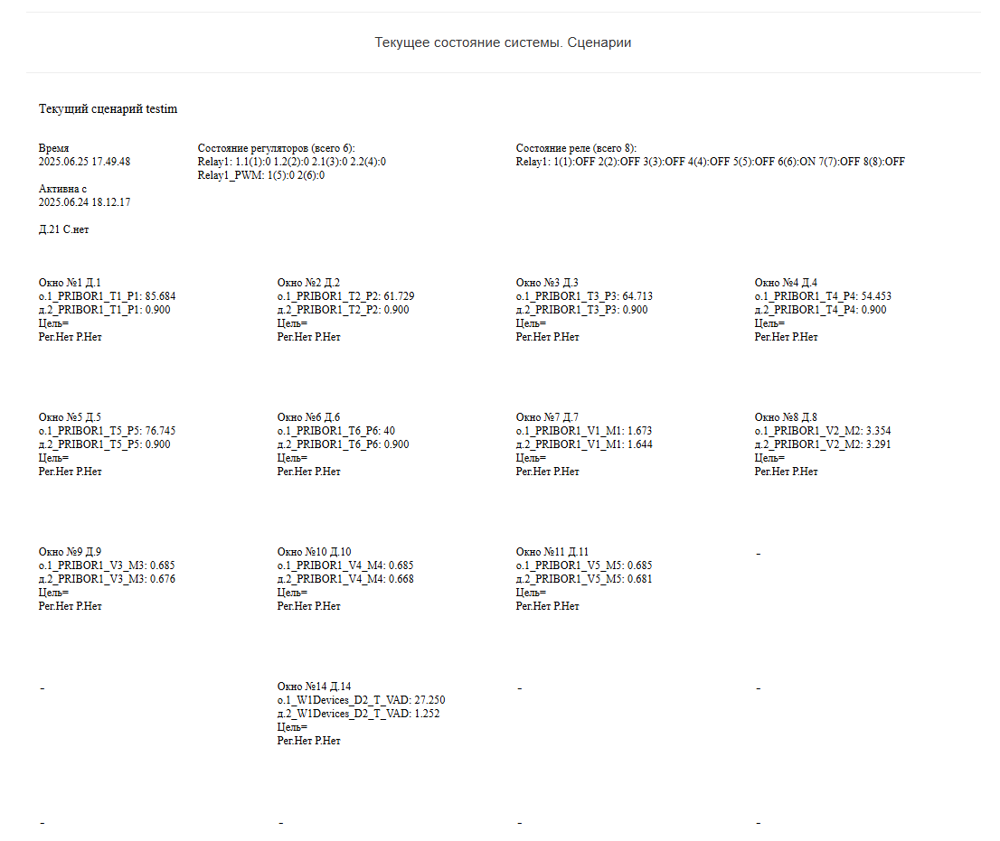 Текущее состояние системы. Сценарии
Текущий сценарий testim
Время
2025.06.25 17.49.48
Активна с
2025.06.24 18.12.17
Д.21 С.нет
Состояние регуляторов (всего 6):
Relay1: 1.1(1):0 1.2(2):0 2.1(3):0 2.2(4):0
Relay1_PWM: 1(5):0 2(6):0
Состояние реле (всего 8):
Relay1: 1(1):OFF 2(2):OFF 3(3):OFF 4(4):OFF 5(5):OFF 6(6):ON 7(7):OFF 8(8):OFF
Окно №1 Д.1
о.1_PRIBOR1_T1_P1: 85.684
д.2_PRIBOR1_T1_P1: 0.900
Цель=
Рег.Нет Р.Нет
Окно №2 Д.2
о.1_PRIBOR1_T2_P2: 61.729
д.2_PRIBOR1_T2_P2: 0.900
Цель=
Рег.Нет Р.Нет
Окно №3 Д.3
о.1_PRIBOR1_T3_P3: 64.713
д.2_PRIBOR1_T3_P3: 0.900
Цель=
Рег.Нет Р.Нет
Окно №4 Д.4
о.1_PRIBOR1_T4_P4: 54.453
д.2_PRIBOR1_T4_P4: 0.900
Цель=
Рег.Нет Р.Нет
Окно №5 Д.5
о.1_PRIBOR1_T5_P5: 76.745
д.2_PRIBOR1_T5_P5: 0.900
Цель=
Рег.Нет Р.Нет
Окно №6 Д.6
о.1_PRIBOR1_T6_P6: 40
д.2_PRIBOR1_T6_P6: 0.900
Цель=
Рег.Нет Р.Нет
Окно №7 Д.7
о.1_PRIBOR1_V1_M1: 1.673
д.2_PRIBOR1_V1_M1: 1.644
Цель=
Рег.Нет Р.Нет
Окно №8 Д.8
о.1_PRIBOR1_V2_M2: 3.354
д.2_PRIBOR1_V2_M2: 3.291
Цель=
Рег.Нет Р.Нет
Окно №9 Д.9
о.1_PRIBOR1_V3_M3: 0.685
д.2_PRIBOR1_V3_M3: 0.676
Цель=
Рег.Нет Р.Нет
Окно №10 Д.10
о.1_PRIBOR1_V4_M4: 0.685
д.2_PRIBOR1_V4_M4: 0.668
Цель=
Рег.Нет Р.Нет
Окно №11 Д.11
о.1_PRIBOR1_V5_M5: 0.685
д.2_PRIBOR1_V5_M5: 0.681
Цель=
Рег.Нет Р.Нет
-
-
Окно №14 Д.14
о.1_W1Devices_D2_T_VAD: 27.250
д.2_W1Devices_D2_T_VAD: 1.252
Цель=
Рег.Нет Р.Нет
-
-
-
-
-
-